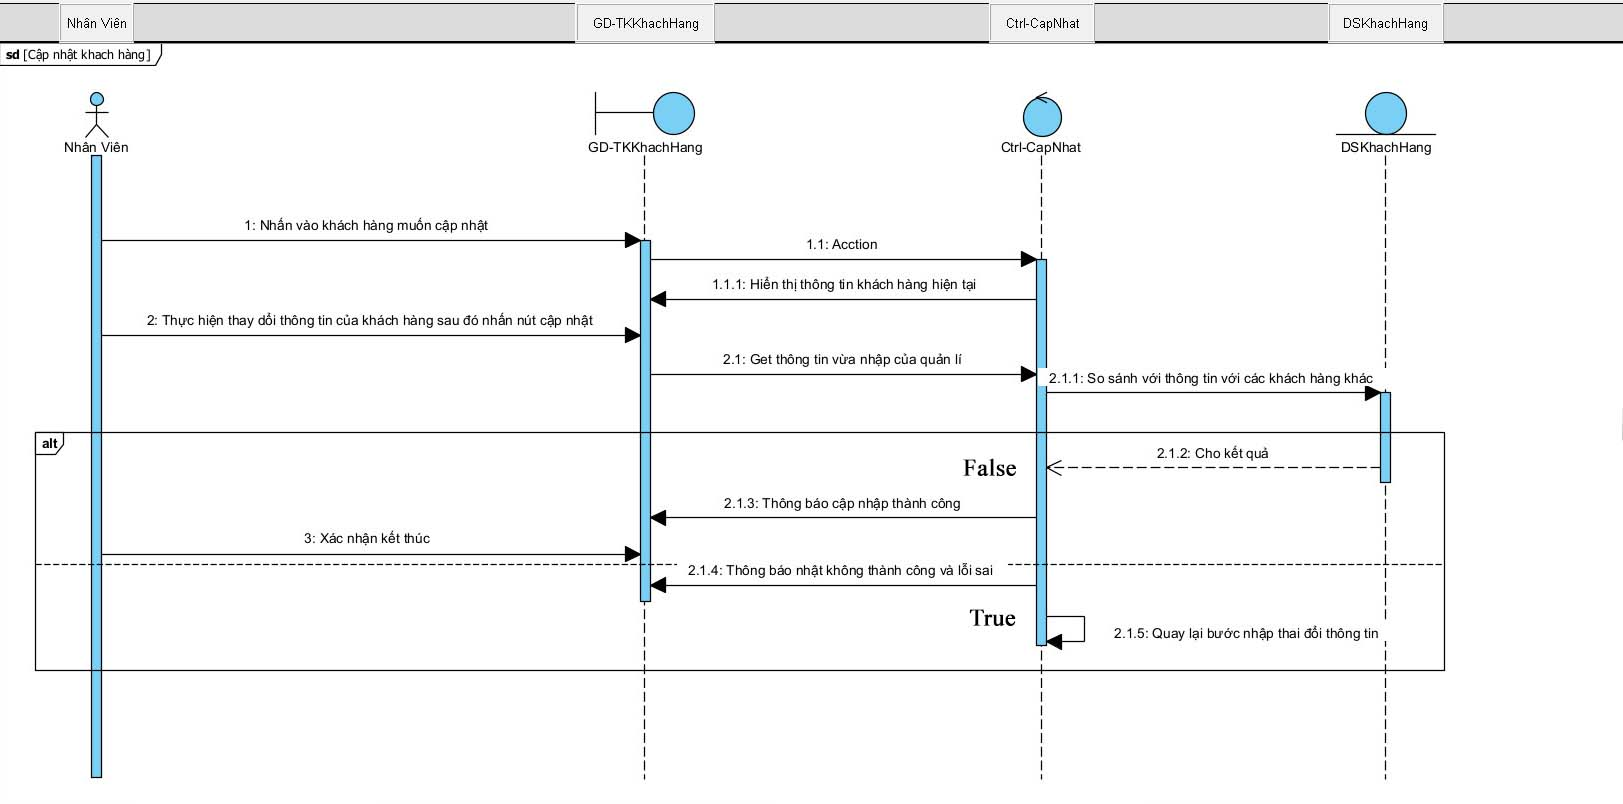 Nhân Viên
GD-TKKhachHang
Ctrl-CapNhat
DSKhachHang
sd [Cập nhật khach hàng]
Nhân Viên
GD-TKKhachHang
Ctrl-CapNhat
DSKhachHang
1: Nhấn vào khách hàng muốn cập nhật
1.1: Acction
1.1.1: Hiển thị thông tin khách hàng hiện tại
2: Thực hiện thay dổi thông tin của khách hàng sau đó nhấn nút cập nhật
2.1: Get thông tin vừa nhập của quản lí
2.1.1: So sánh với thông tin với các khách hàng khác
alt
2.1.2: Cho kết quả
False
2.1.3: Thông báo cập nhập thành công
3: Xác nhận kết thúc
2.1.4: Thông báo nhật không thành công và lỗi sai
True
2.1.5: Quay lại bước nhập thai đổi thông tin